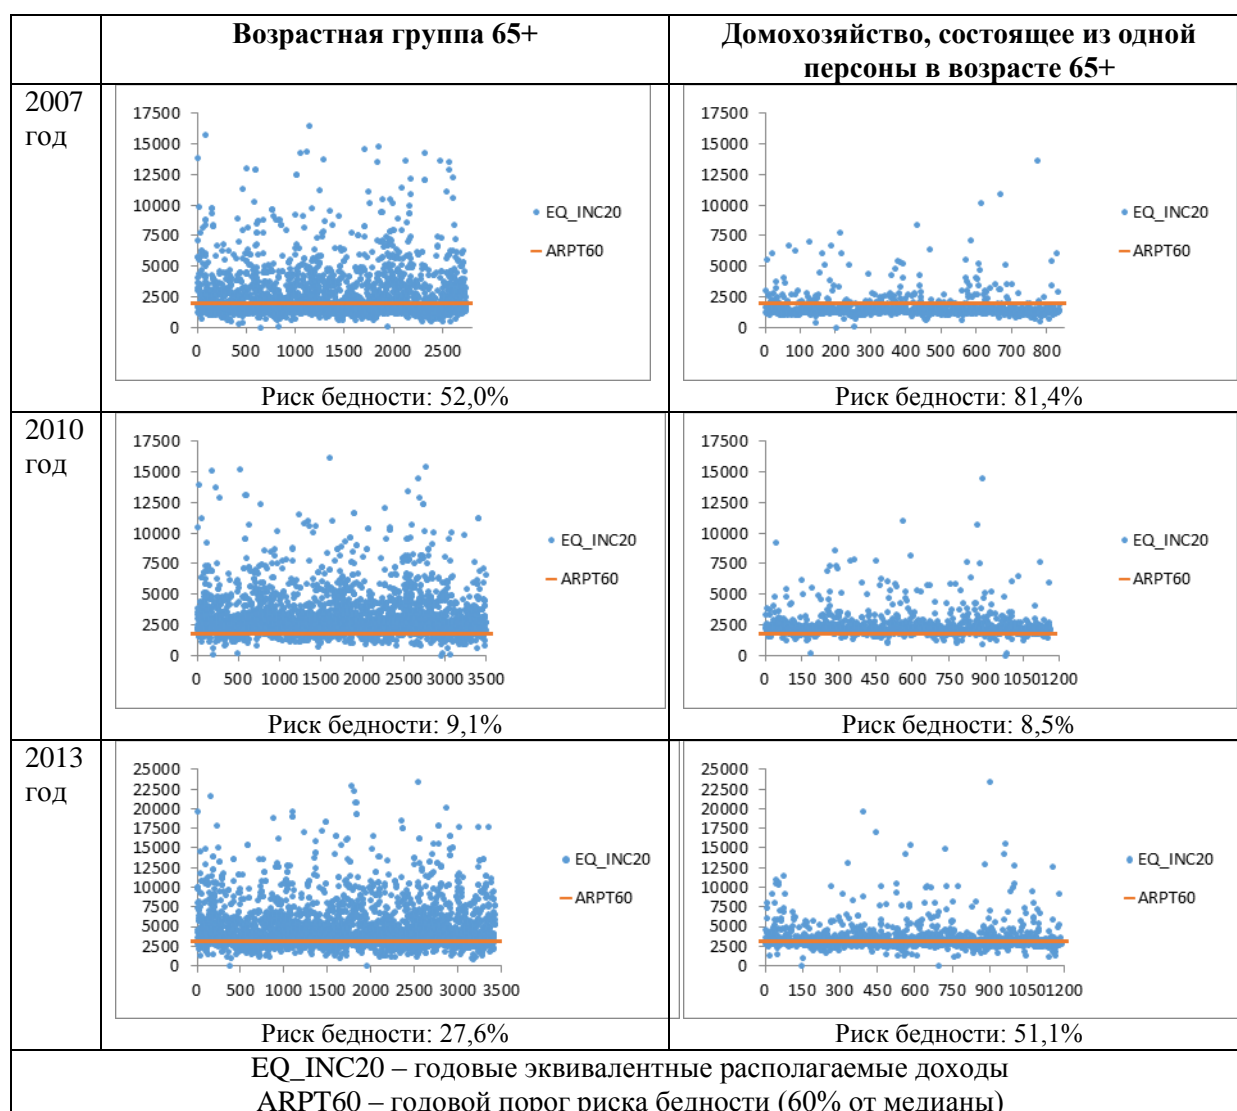 Возрастная группа 65+
Домохозяйство, состоящее из одной
персоны в возрасте 65+
2007
год
17500
15000
12500
10000
7500
5000
2500
0
0 500 1000 1500 2000 2500
EQ_INC20
ARPT60
Риск бедности: 52,0%
17500
15000
12500
10000
7500
5000
2500
0
0 100 200 300 400 500 600 700 800
EQ_INC20
ARPT60
Риск бедности: 81,4%
2010
год
17500
15000
12500
10000
7500
5000
2500
0
0 500 1000 1500 2000 2500 3000 3500
EQ_INC20
ARPT60
Риск бедности: 9,1%
17500
15000
12500
10000
7500
5000
2500
0
0 150 300 450 600 750 900 1050 1200
EQ_INC20
ARPT60
Риск бедности: 8,5%
2013
год
25000
22500
20000
17500
15000
12500
10000
7500
5000
2500
0
0 500 1000 1500 2000 2500 3000 3500
EQ_INC20
ARPT60
Риск бедности: 27,6%
25000
22500
20000
17500
15000
12500
10000
7500
5000
2500
0
0 150 300 450 600 750 900 1050 1200
EQ_INC20
ARPT60
Риск бедности: 51,1%
EQ_INC20 – годовые эквивалентные располагаемые доходы
ARPT60 – годовой порог риска бедности (60% от медианы)